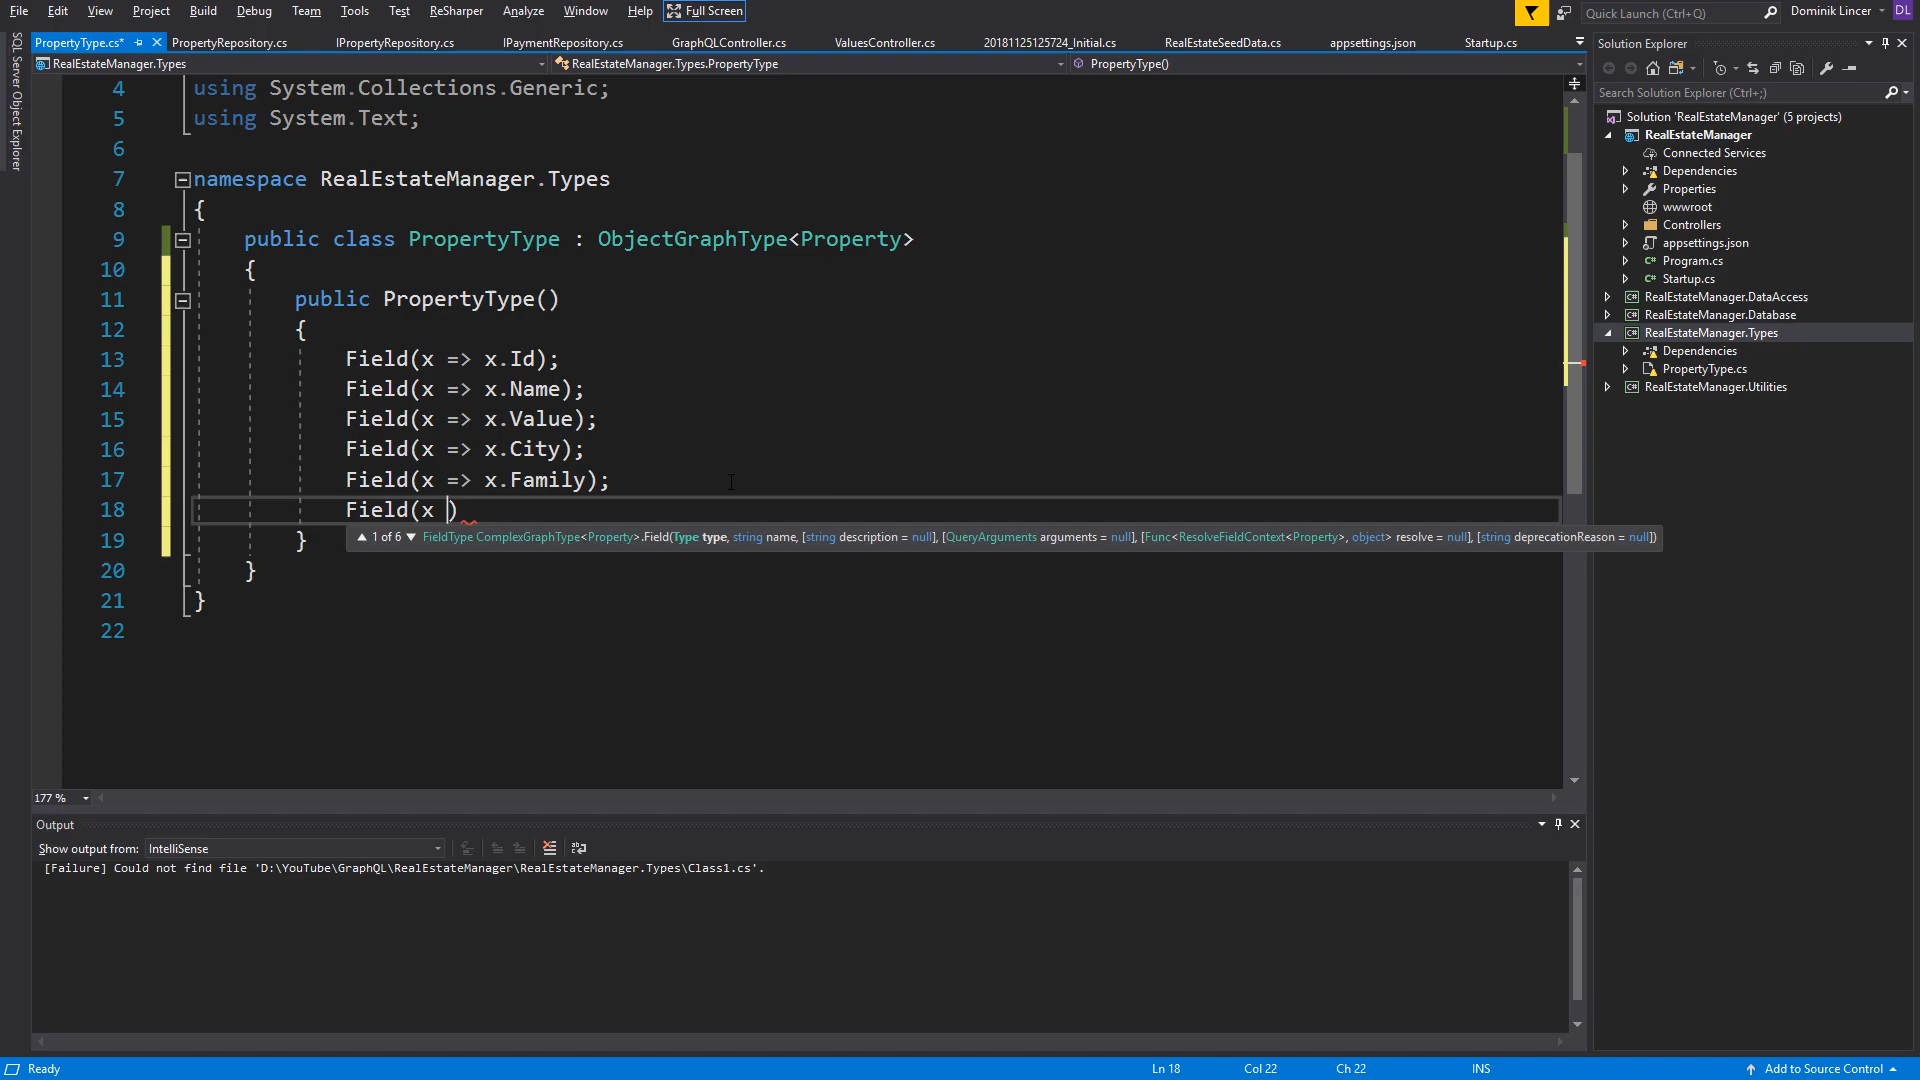 File Edit View Project Build Debug Team Tools Test ReSharper Analyze Window Help Full Screen
Quick Launch (Ctrl+Q)
Dominik Lincer
DL
PropertyType.cs* PropertyRepository.cs IPropertyRepository.cs IPaymentRepository.cs GraphQLController.cs ValuesController.cs 20181125125724_Initial.cs RealEstateSeedData.cs appsettings.json Startup.cs
RealEstateManager.Types RealEstateManager.Types.PropertyType PropertyType()
SQL Server Object Explorer
4 using System.Collections.Generic;
5 using System.Text;
6
7 namespace RealEstateManager.Types
8 {
9 public class PropertyType : ObjectGraphType<Property>
10 {
11 public PropertyType()
12 {
13 Field(x => x.Id);
14 Field(x => x.Name);
15 Field(x => x.Value);
16 Field(x => x.City);
17 Field(x => x.Family);
18 Field(x )
1 of 6 FieldType ComplexGraphType<Property>.Field(Type type, string name, [string description = null], [QueryArguments arguments = null], [Func<ResolveFieldContext<Property>, object> resolve = null], [string deprecationReason = null])
19 }
20 }
21 }
22
177 %
Output
Show output from: IntelliSense
[Failure] Could not find file 'D:\YouTube\GraphQL\RealEstateManager\RealEstateManager.Types\Class1.cs'.
Solution Explorer
Search Solution Explorer (Ctrl+;)
Solution 'RealEstateManager' (5 projects)
RealEstateManager
Connected Services
Dependencies
Properties
wwwroot
Controllers
appsettings.json
Program.cs
Startup.cs
RealEstateManager.DataAccess
RealEstateManager.Database
RealEstateManager.Types
Dependencies
PropertyType.cs
RealEstateManager.Utilities
Ready Ln 18 Col 22 Ch 22 INS Add to Source Control